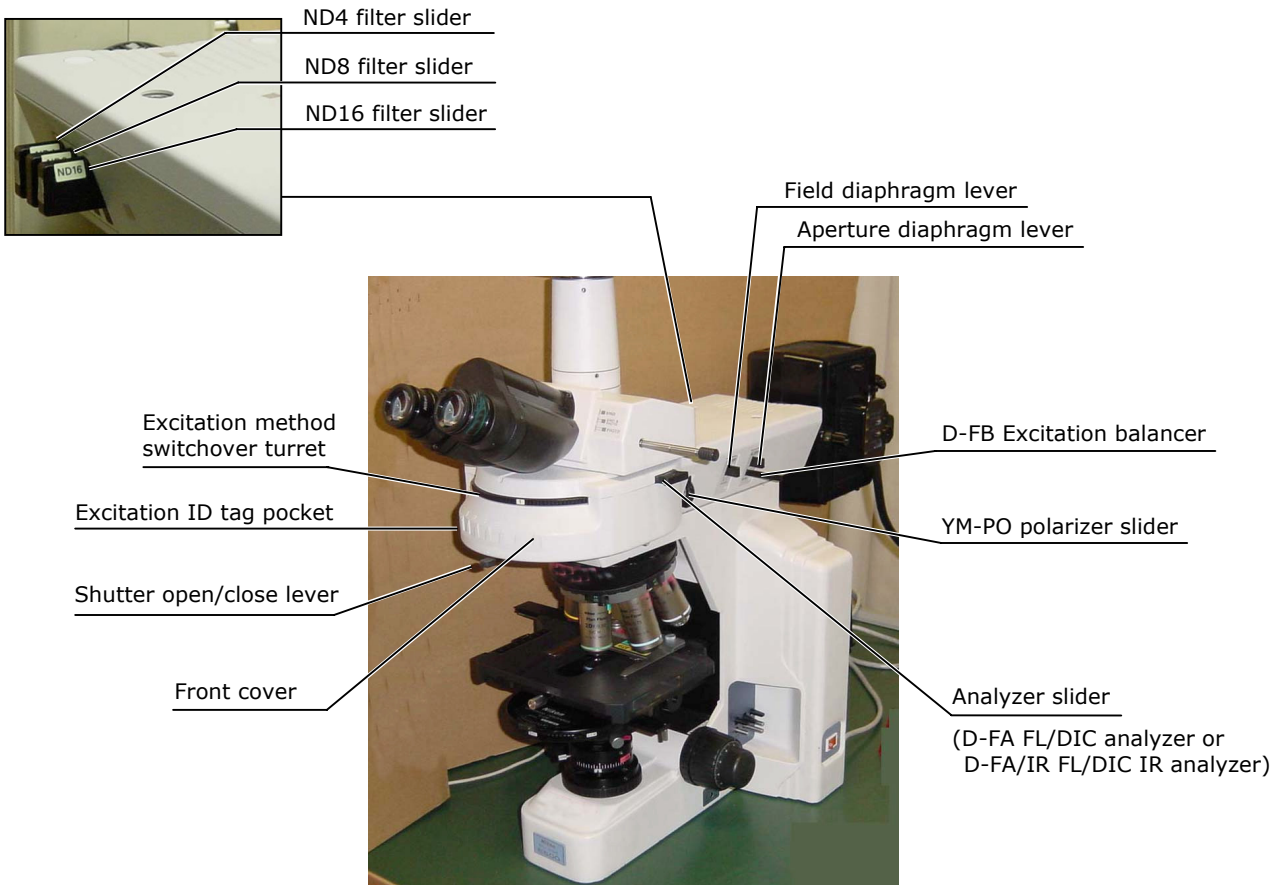 ND4 filter slider
ND8 filter slider
ND16 filter slider
ND16
Field diaphragm lever
Aperture diaphragm lever
Excitation method
switchover turret
D-FB Excitation balancer
Excitation ID tag pocket
YM-PO polarizer slider
Shutter open/close lever
Front cover
Analyzer slider
(D-FA FL/DIC analyzer or
D-FA/IR FL/DIC IR analyzer)